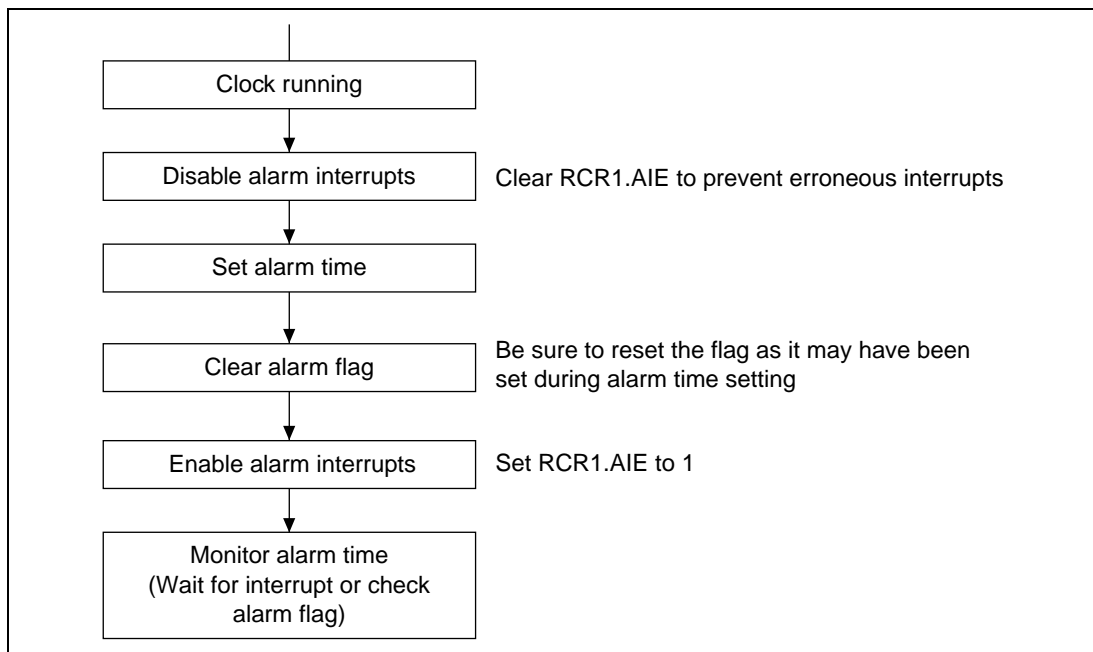 Clock running
Disable alarm interrupts
Clear RCR1.AIE to prevent erroneous interrupts
Set alarm time
Clear alarm flag
Be sure to reset the flag as it may have been
set during alarm time setting
Enable alarm interrupts
Set RCR1.AIE to 1
Monitor alarm time
(Wait for interrupt or check
alarm flag)